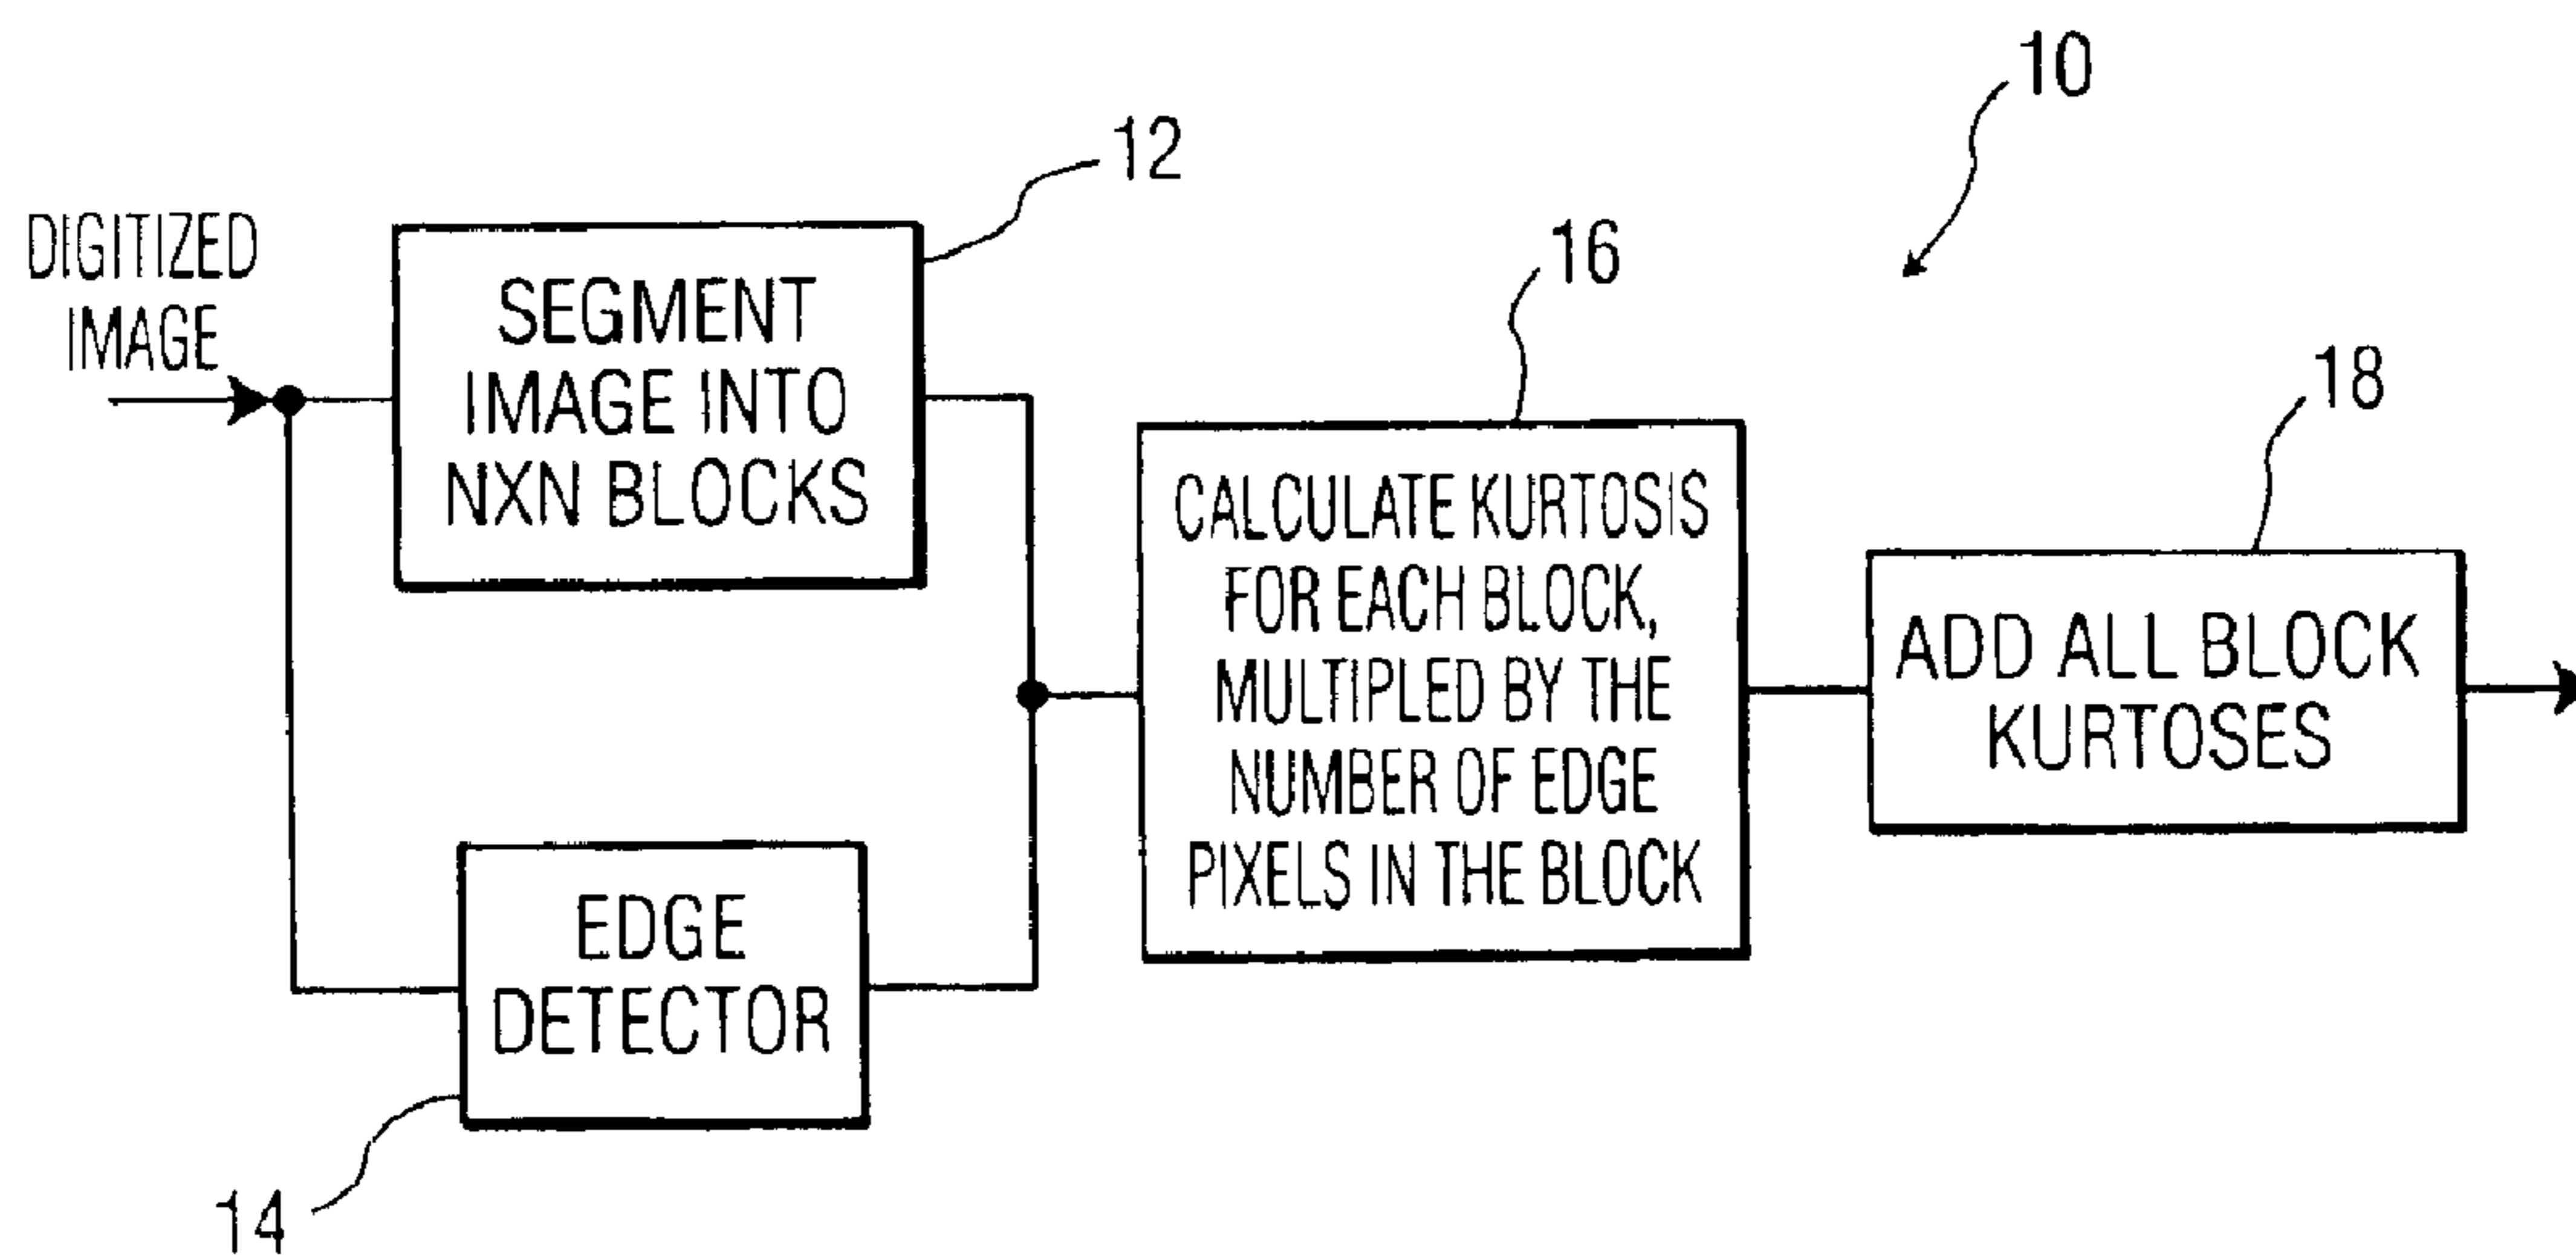 10
12
DIGITIZED
IMAGE
SEGMENT
IMAGE INTO
NXN BLOCKS
16
CALCULATE KURTOSIS
FOR EACH BLOCK,
MULTIPLED BY THE
NUMBER OF EDGE
PIXELS IN THE BLOCK
18
ADD ALL BLOCK
KURTOSES
EDGE
DETECTOR
14